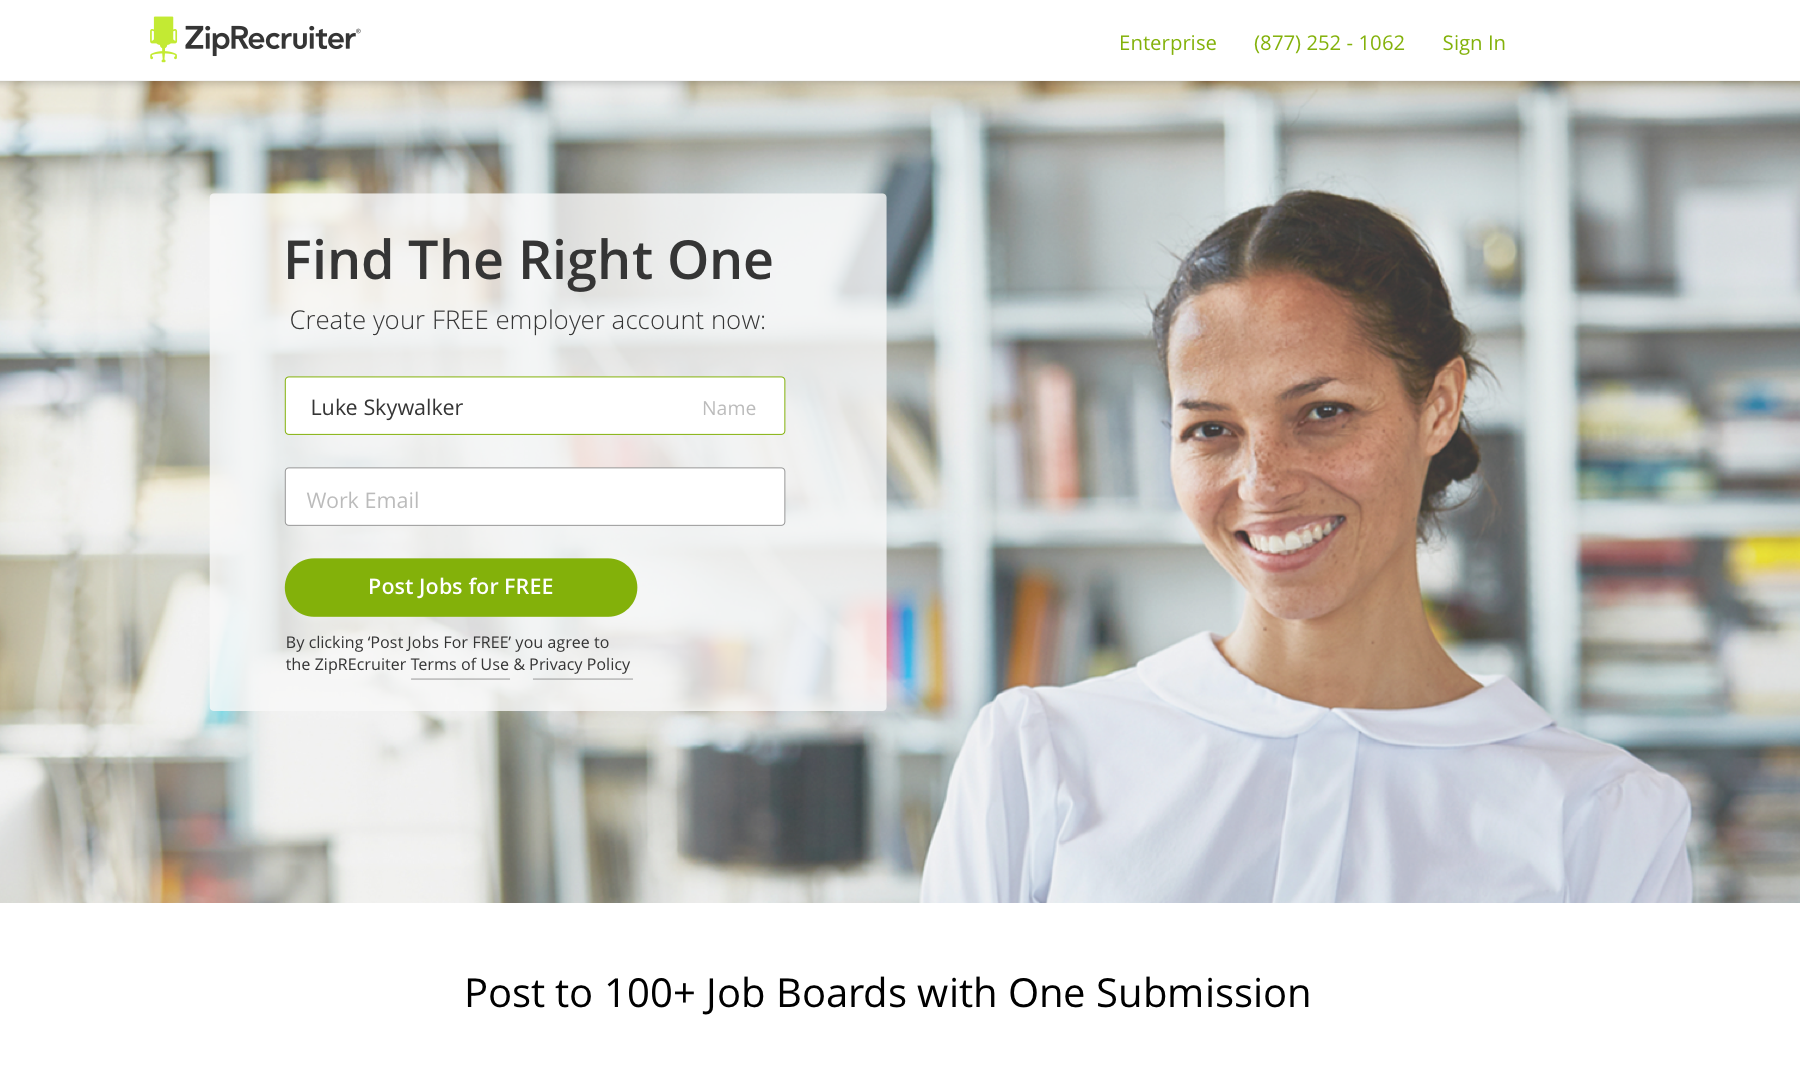 ZipRecruiter®
Enterprise
(877) 252 - 1062
Sign In
Find The Right One
Create your FREE employer account now:
Luke Skywalker
Name
Work Email
Post Jobs for FREE
By clicking ‘Post Jobs For FREE’ you agree to
the ZipREcruiter Terms of Use & Privacy Policy
Post to 100+ Job Boards with One Submission